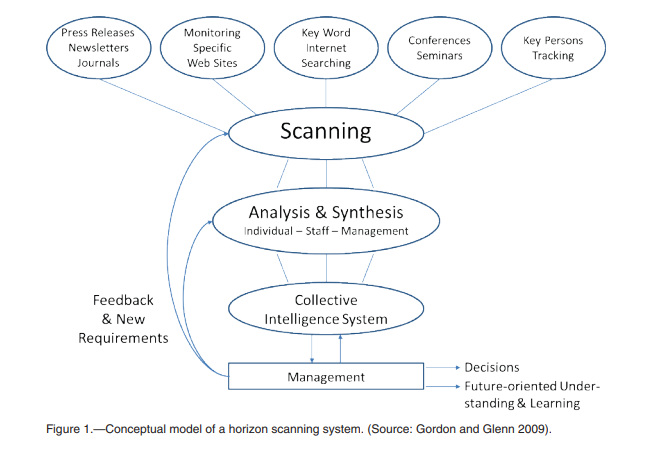 Press Releases
Newsletters
Journals
Monitoring
Specific
Web Sites
Key Word
Internet
Searching
Conferences
Seminars
Key Persons
Tracking
Scanning
Analysis & Synthesis
Individual – Staff – Management
Collective
Intelligence System
Feedback
& New
Requirements
Management
Decisions
Future-oriented Under-
standing & Learning
Figure 1.—Conceptual model of a horizon scanning system. (Source: Gordon and Glenn 2009).